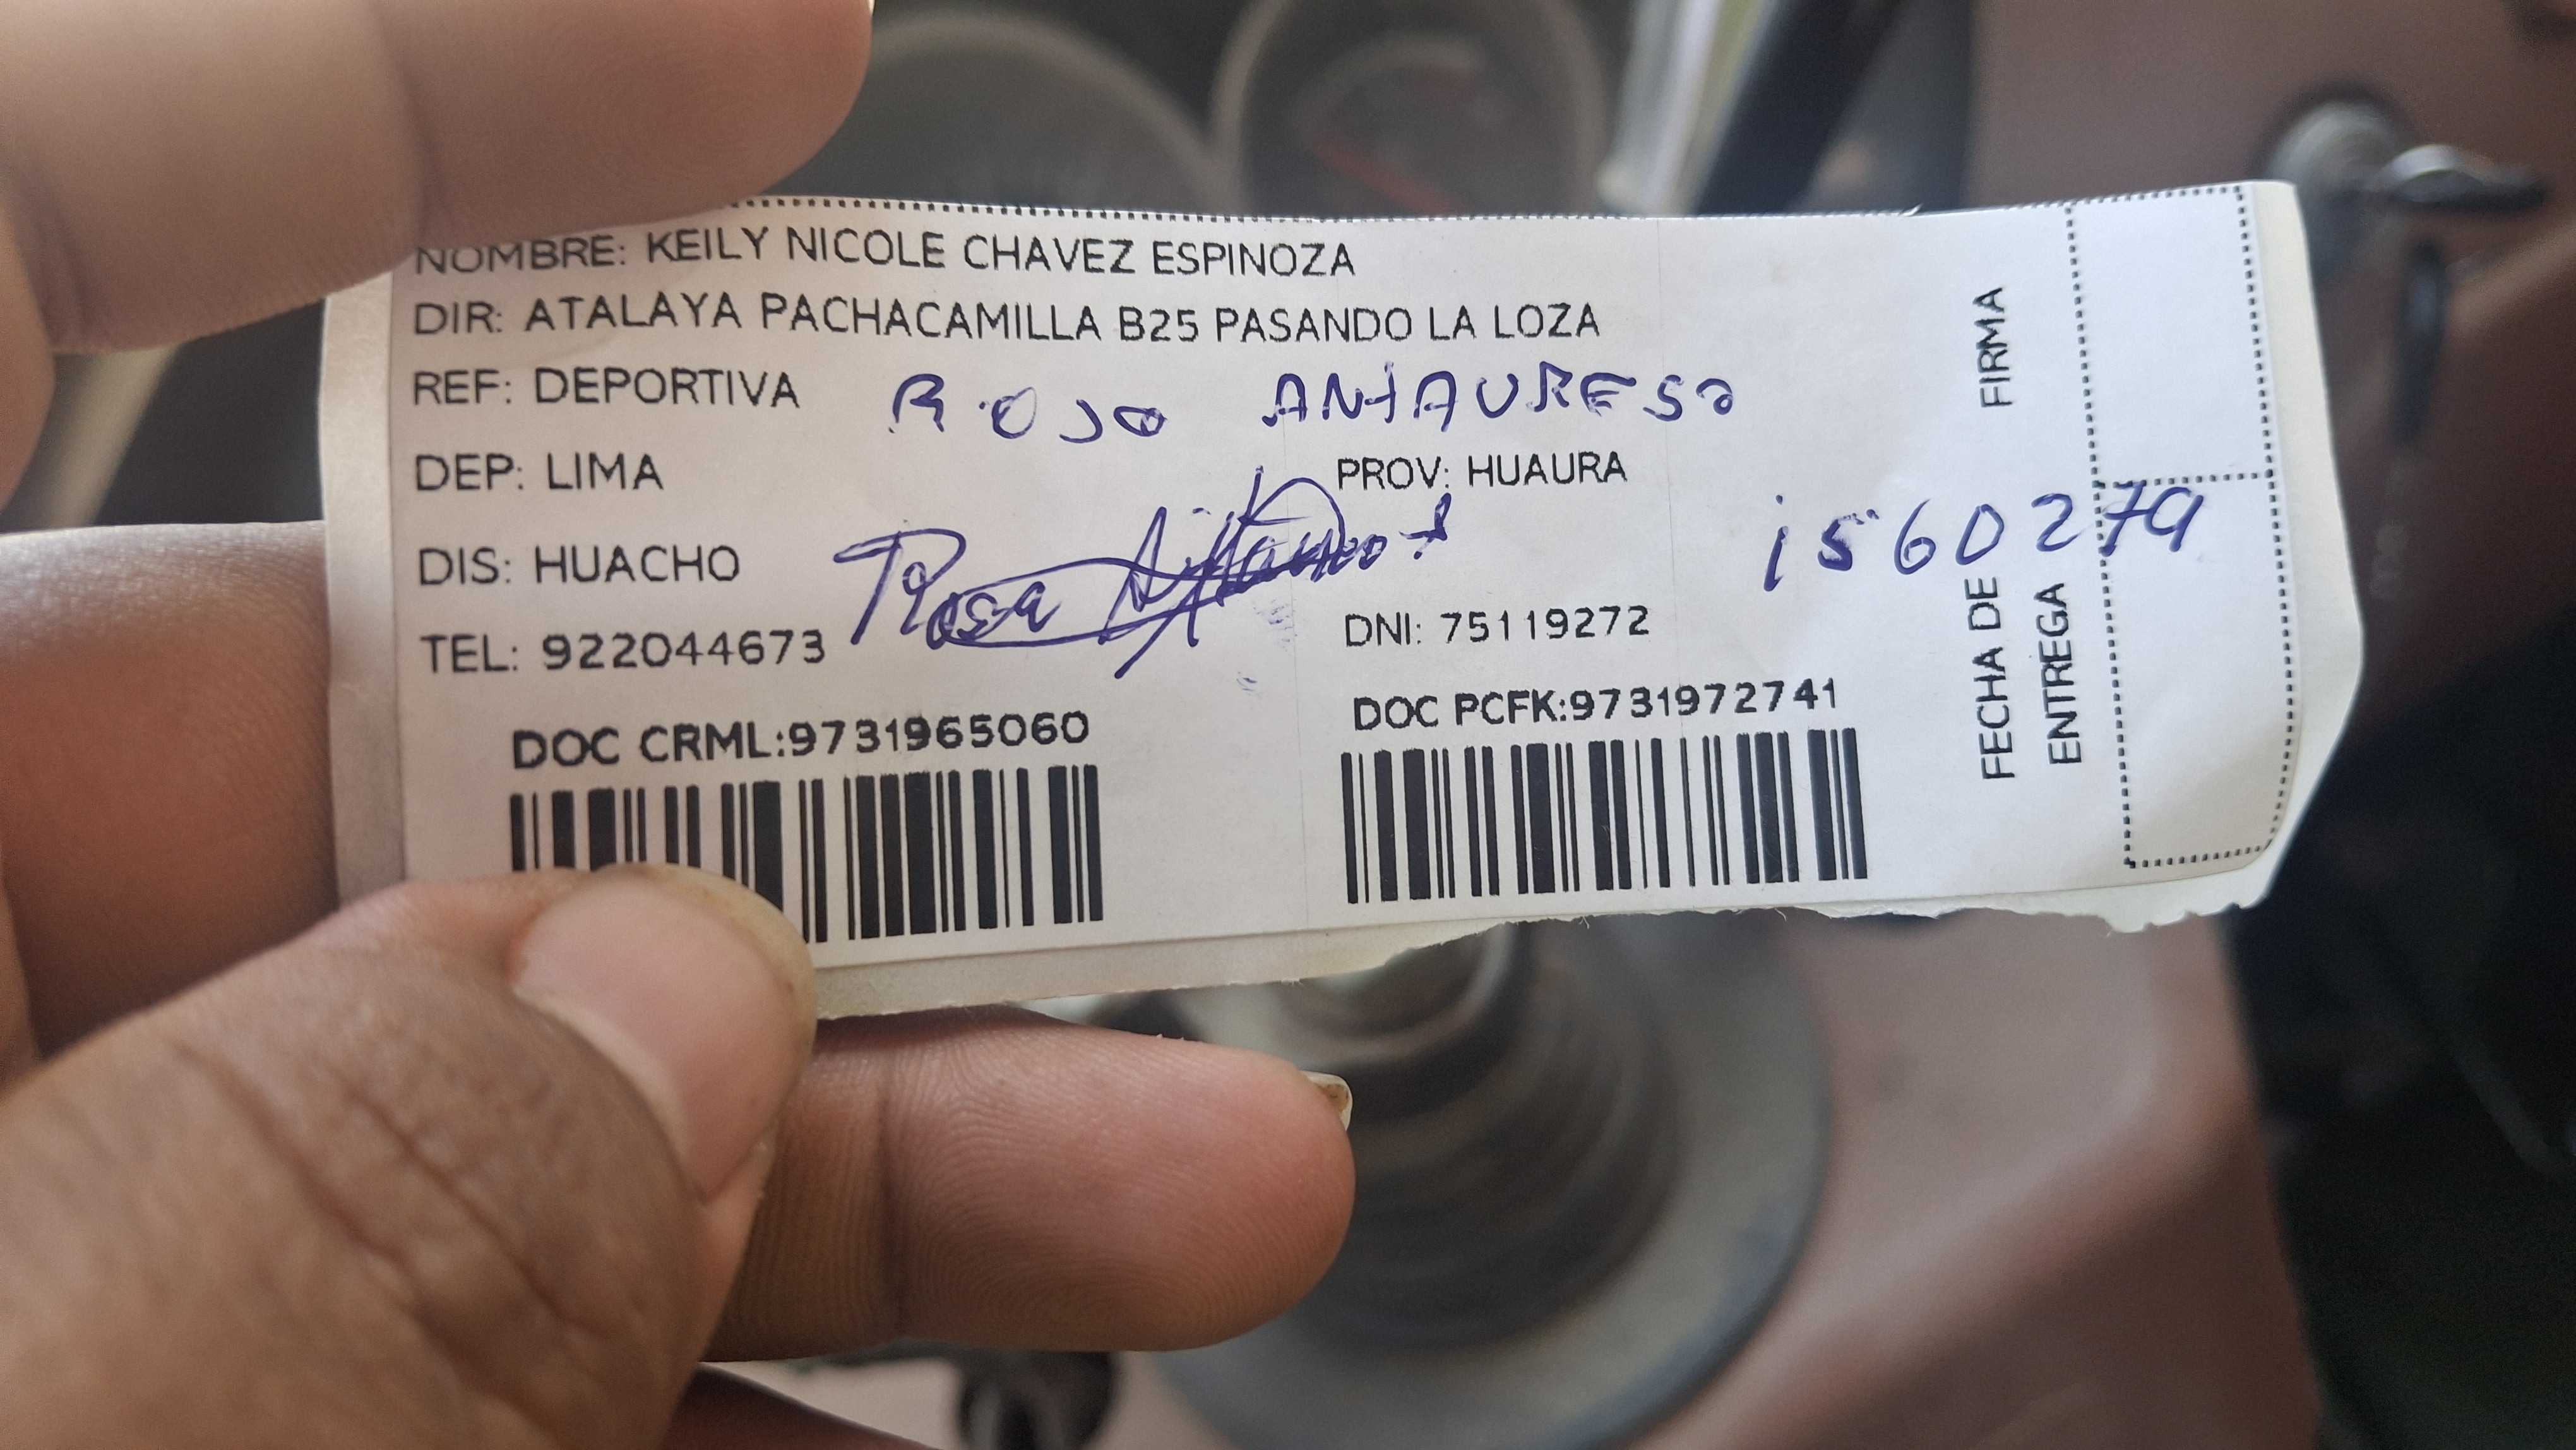 NOMBRE: KEILY NICOLE CHAVEZ ESPINOZA
DIR: ATALAYA PACHACAMILLA B25 PASANDO LA LOZA
REF: DEPORTIVA
ROJO
DEP: LIMA
PROV: HUAURA
DIS: HUACHO
Rosa
TEL: 922044673
DNI: 75119272
15602779
DOC CRML:9731965060
DOC PCFK:9731972741
FIRMA
FECHA DE
ENTREGA